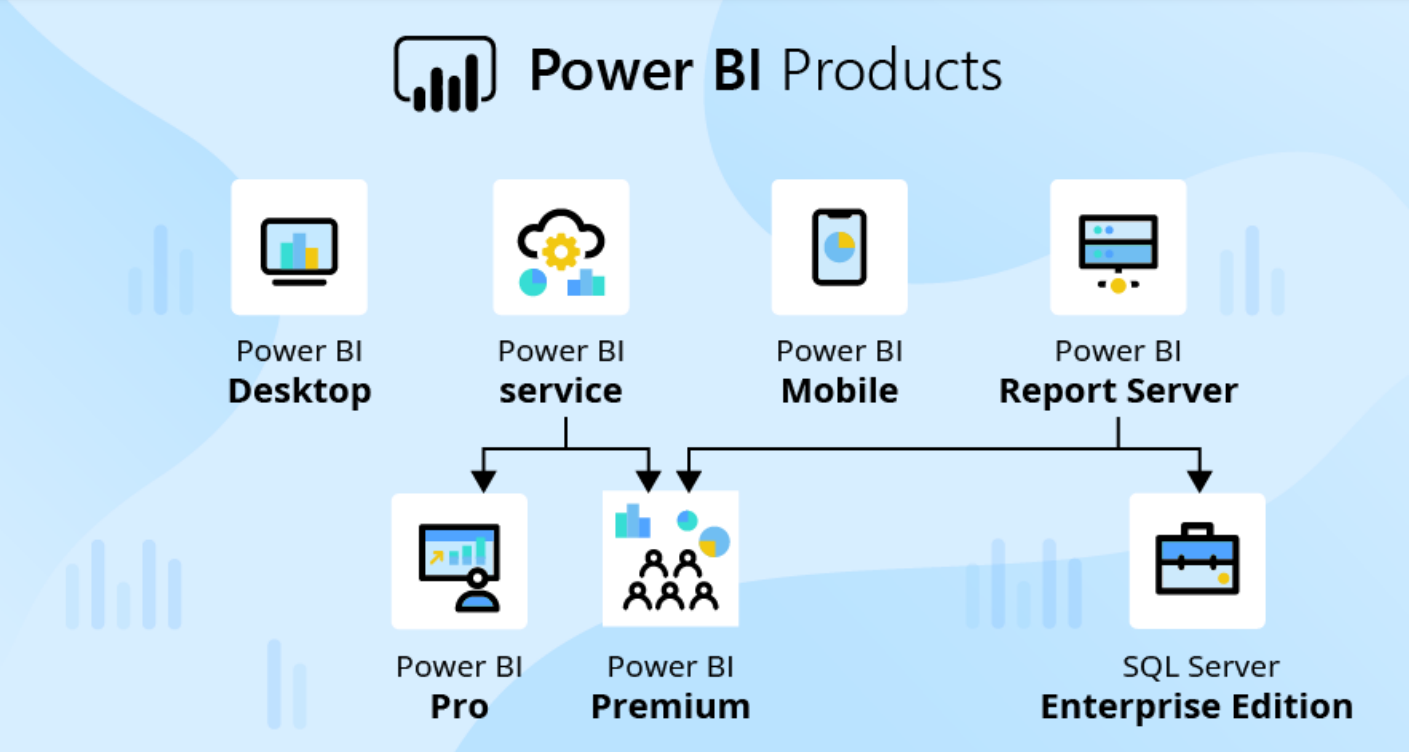 Power BI Products
Power BI
Desktop
Power BI
service
Power BI
Mobile
Power BI
Report Server
Power BI
Pro
Power BI
Premium
SQL Server
Enterprise Edition